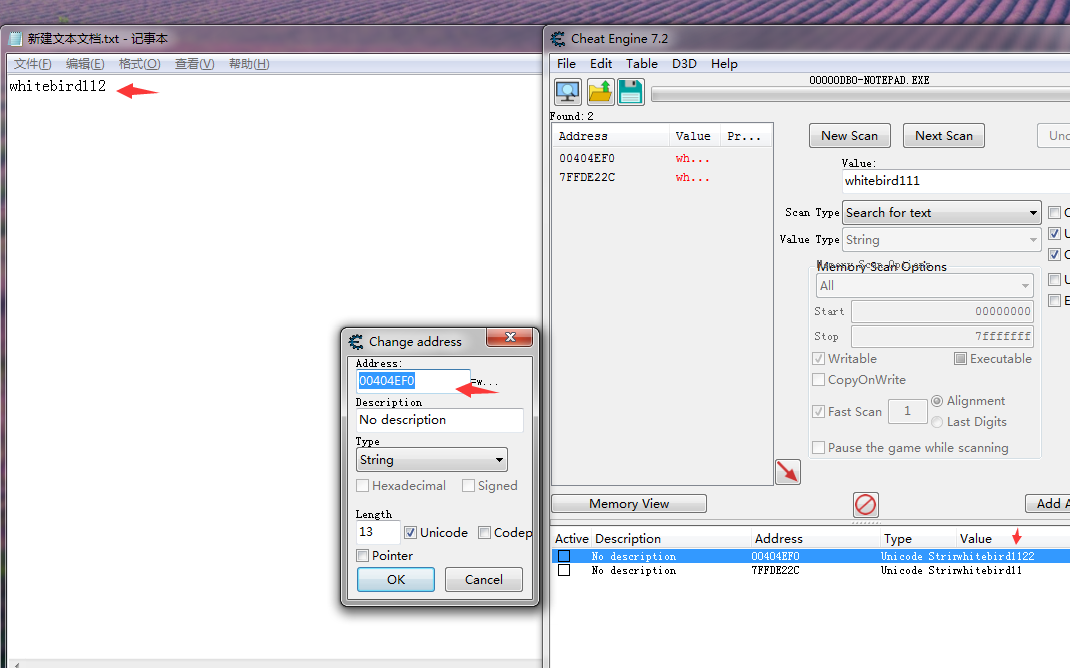 新建文本文档.txt - 记事本
文件(F) 编辑(E) 格式(O) 查看(V) 帮助(H)
whitebird112
Cheat Engine 7.2
File Edit Table D3D Help
00000DB0-NOTEPAD.EXE
Found: 2
Address Value Pr...
00404EF0 wh...
7FFDE22C wh...
New Scan Next Scan
Value:
whitebird111
Scan Type Search for text
Value Type String
Memory Scan Options
All
Start 00000000
Stop 7fffffff
Writable Executable
CopyOnWrite
Fast Scan 1 Alignment
Last Digits
Pause the game while scanning
Memory View Add A
Active Description Address Type Value
No description 00404EF0 Unicode Stri whitebird1122
No description 7FFDE22C Unicode Stri whitebird11
Change address
Address:
00404EF0 =w...
Description
No description
Type
String
Hexadecimal Signed
Length
13 Unicode Codep
Pointer
OK Cancel